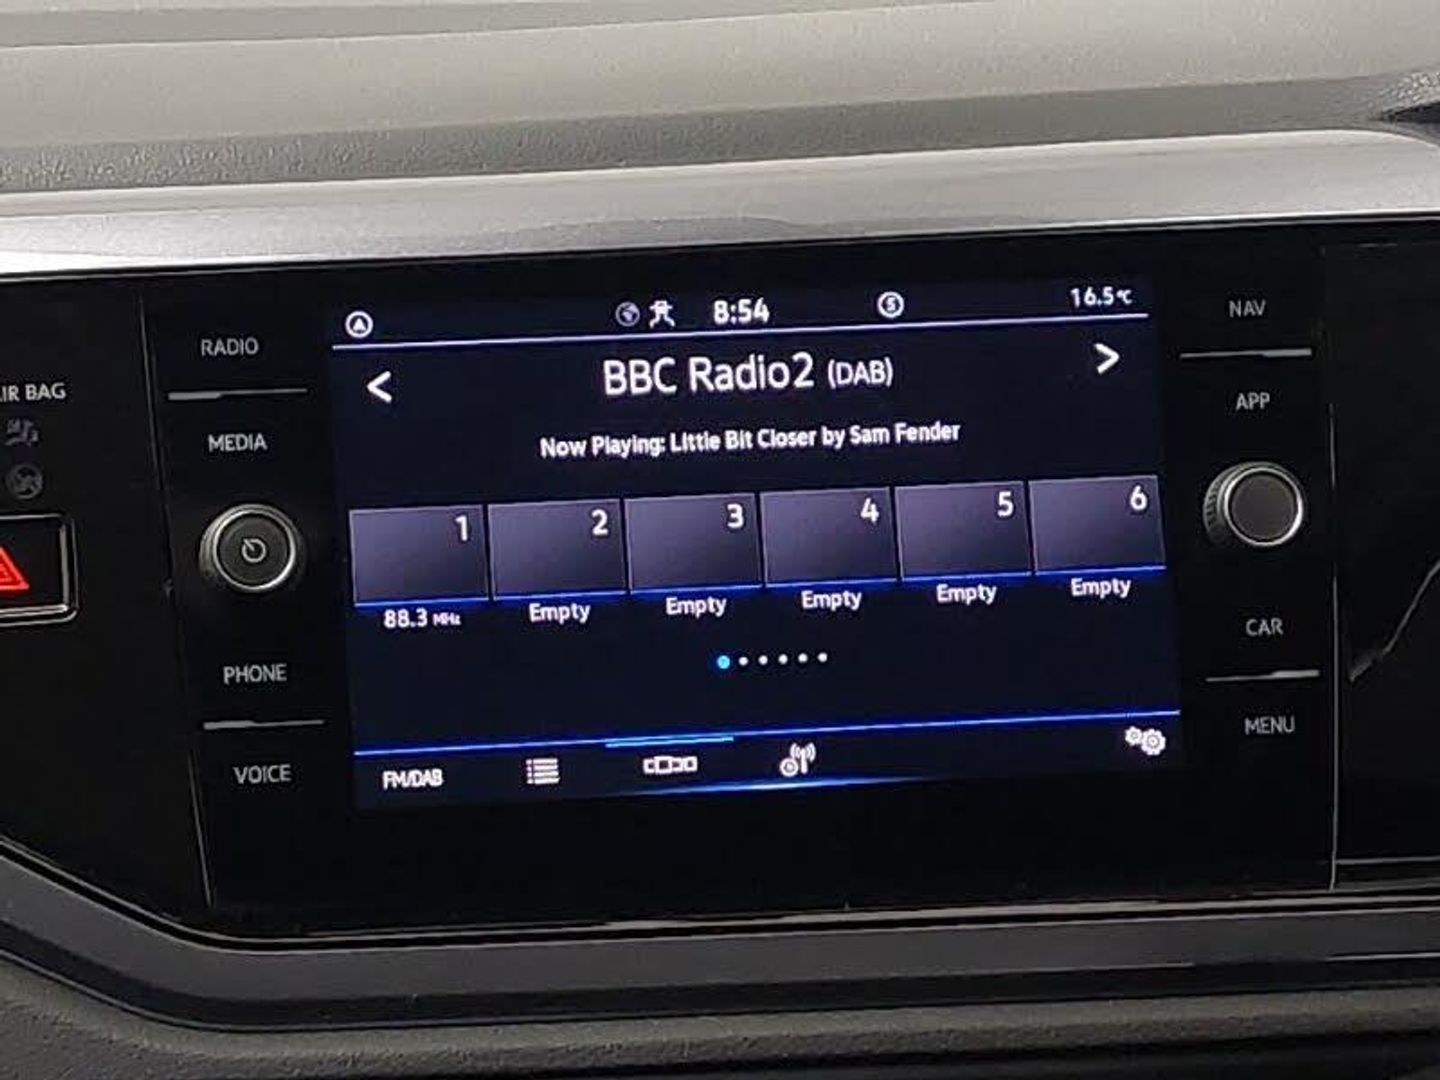 8:54
16.5°C
NAV
RADIO
BBC Radio2 (DAB)
IR BAG
APP
MEDIA
Now Playing: Little Bit Closer by Sam Fender
1 2 3 4 5 6
88.3 MHz Empty Empty Empty Empty Empty
CAR
PHONE
MENU
VOICE
FM/DAB